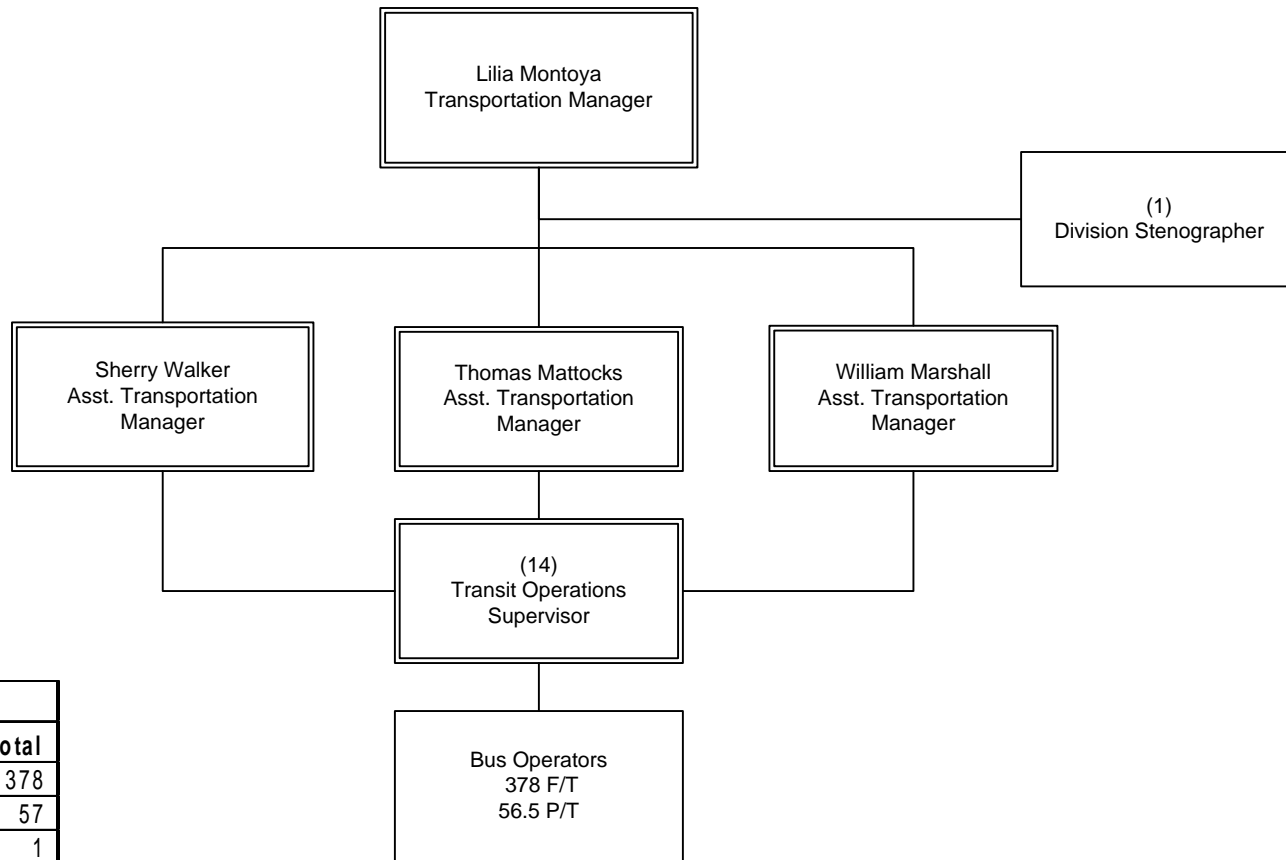 Lilia Montoya
Transportation Manager
(1)
Division Stenographer
Sherry Walker
Asst. Transportation
Manager
Thomas Mattocks
Asst. Transportation
Manager
William Marshall
Asst. Transportation
Manager
(14)
Transit Operations
Supervisor
Bus Operators
378 F/T
56.5 P/T
otal
378
57
1